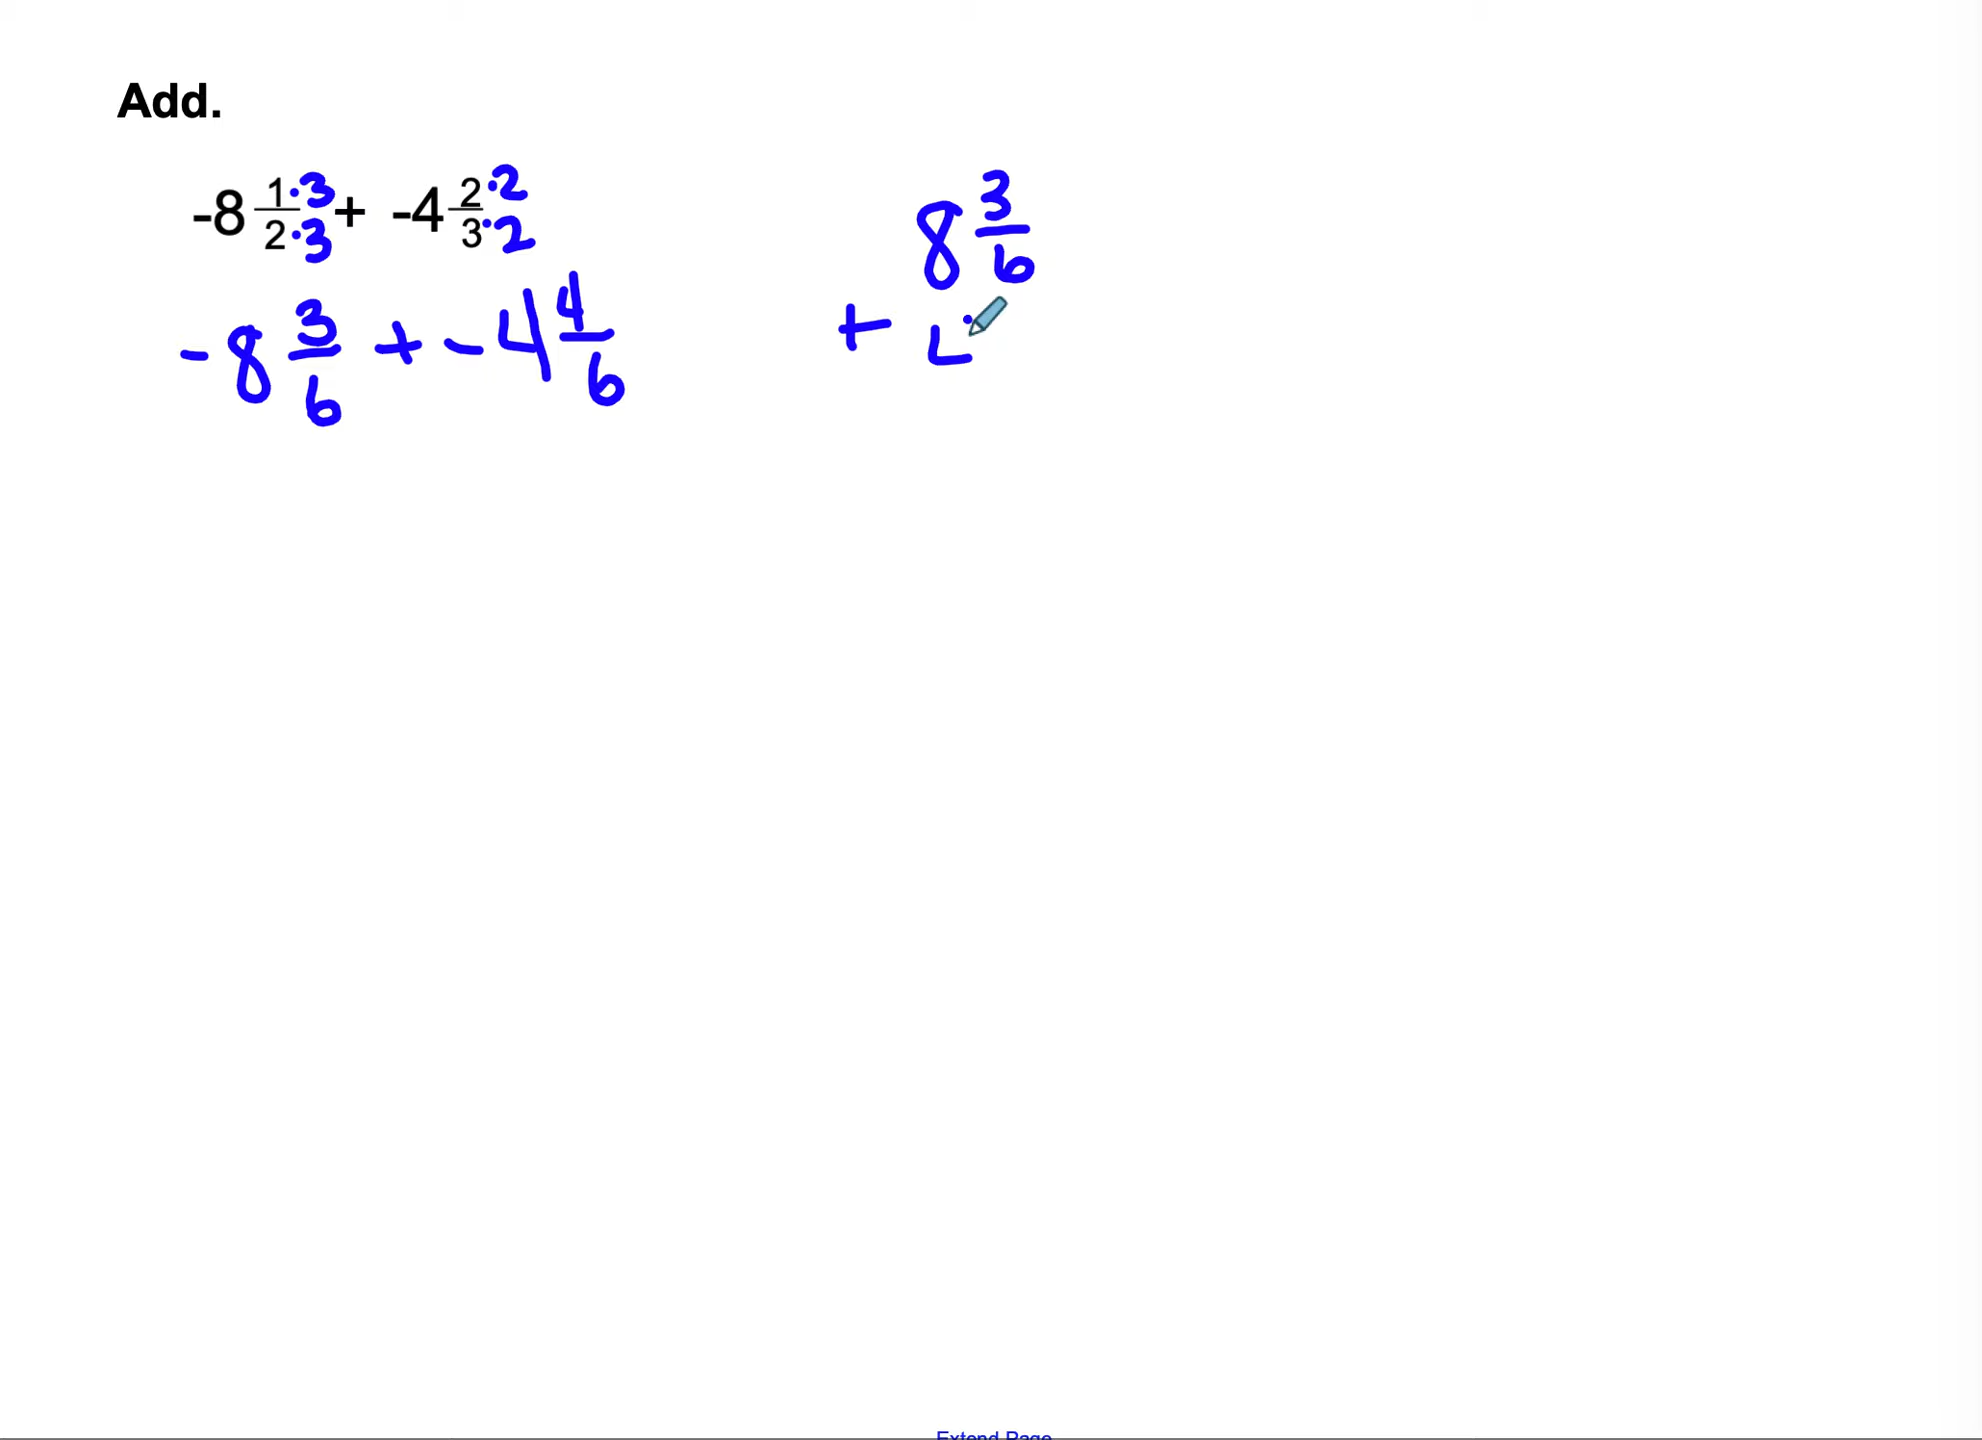 Add.
-8 1·3/2·3 + -4 2·2/3·2
-8 3/6 + -4 4/6
8 3/6
+
Extend Page